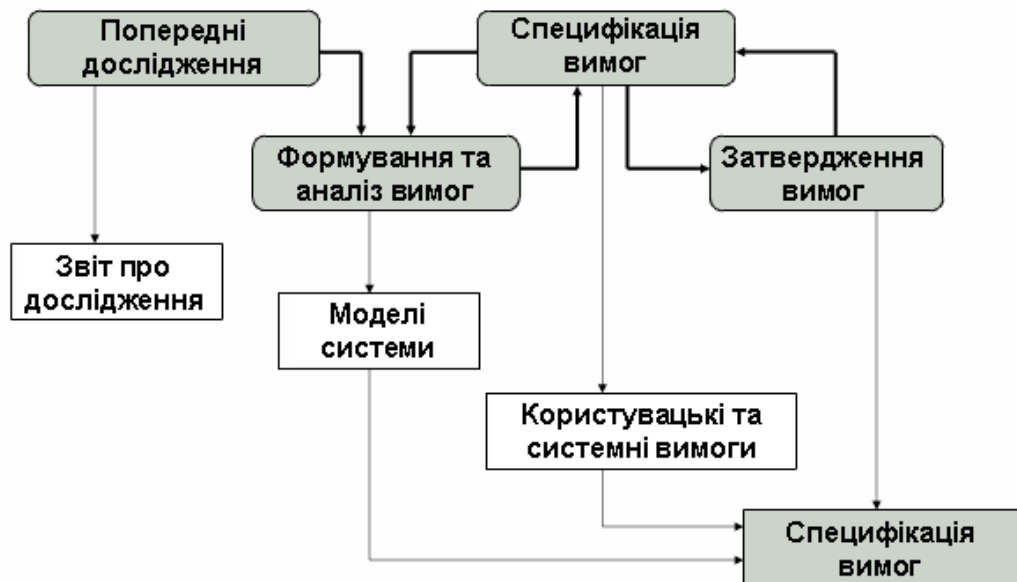 Попередні
дослідження
Специфікація
вимог
Формування та
аналіз вимог
Затвердження
вимог
Звіт про
дослідження
Моделі
системи
Користувацькі та
системні вимоги
Специфікація
вимог